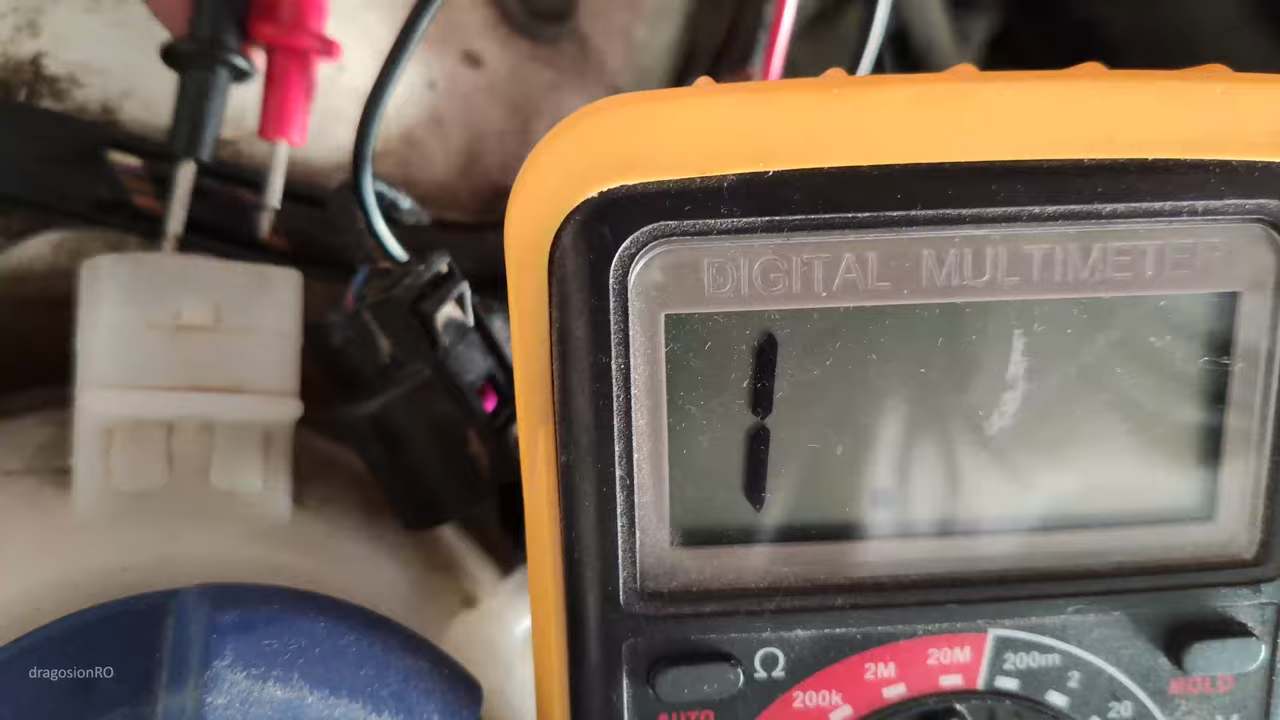 DIGITAL MULTIMETER
1
Ω
2M
20M
200m
200k
2
20
AUTO
HOLD
dragosionRO